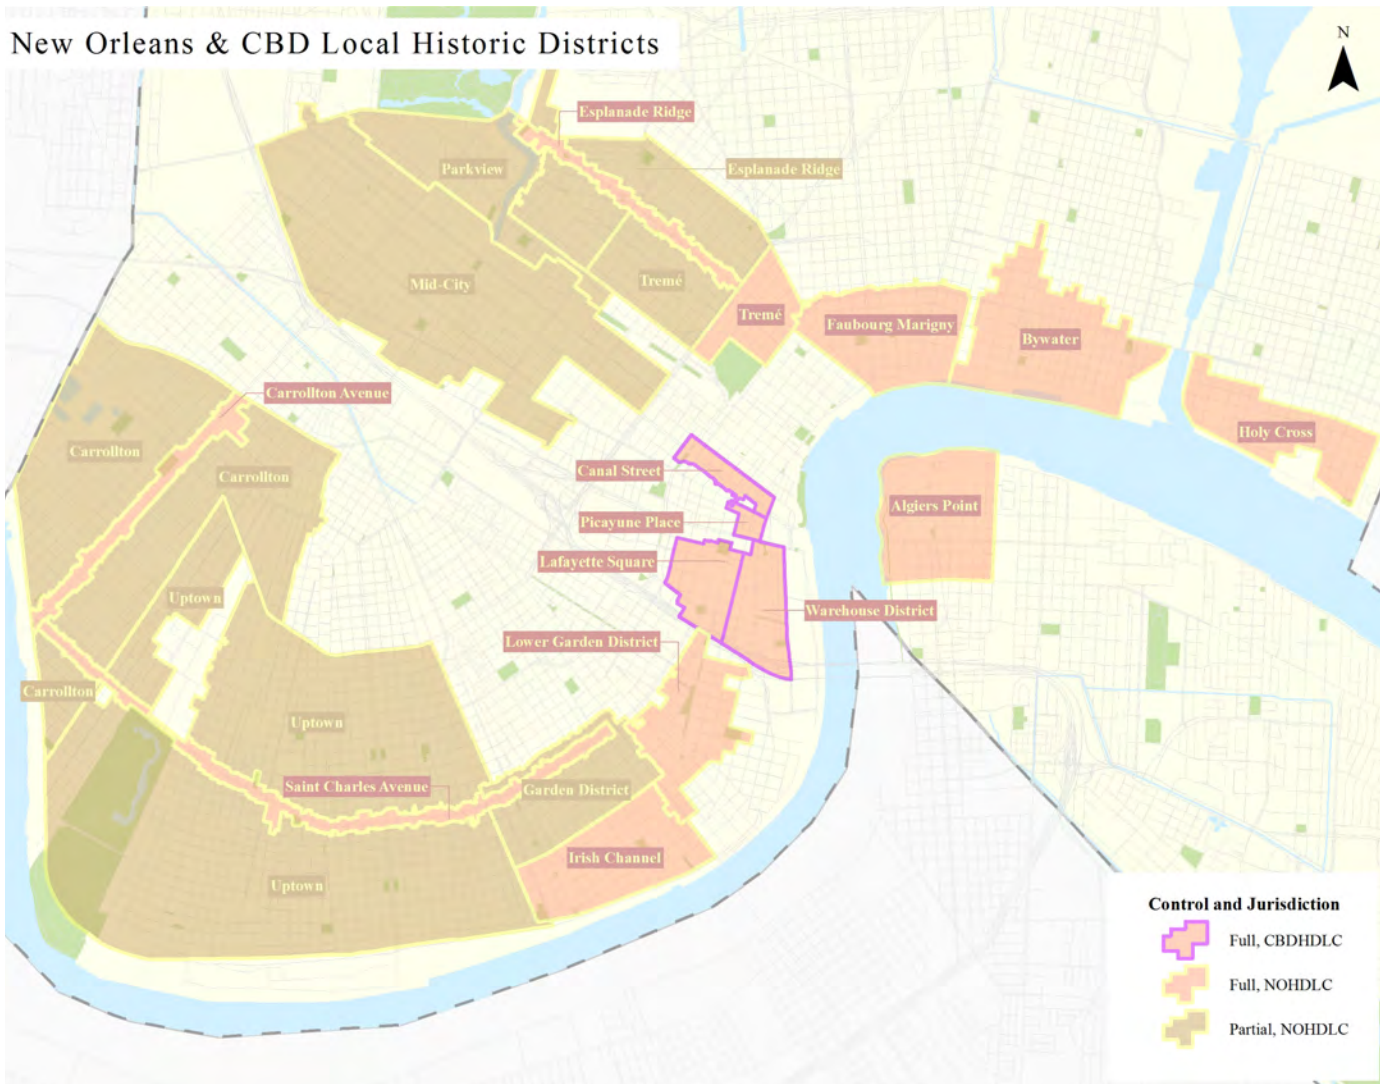 New Orleans & CBD Local Historic Districts
N
Esplanade Ridge
Parkview
Esplanade Ridge
Mid-City
Tremé
Tremé
Faubourg Marigny
Bywater
Carrollton Avenue
Holy Cross
Carrollton
Carrollton
Canal Street
Algiers Point
Picayune Place
Lafayette Square
Uptown
Warehouse District
Lower Garden District
Carrollton
Uptown
Saint Charles Avenue
Garden District
Irish Channel
Uptown
Control and Jurisdiction
Full, CBDHDLC
Full, NOHDLC
Partial, NOHDLC